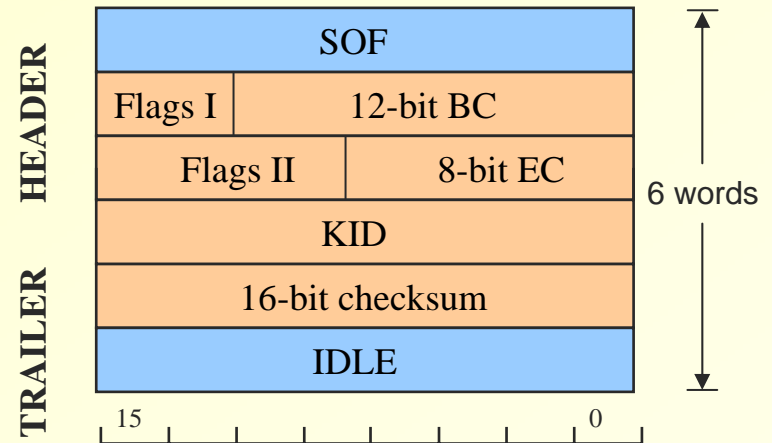 HEADER
SOF
Flags I 12-bit BC
Flags II 8-bit EC
6 words
KID
TRAILER
16-bit checksum
IDLE
15 0